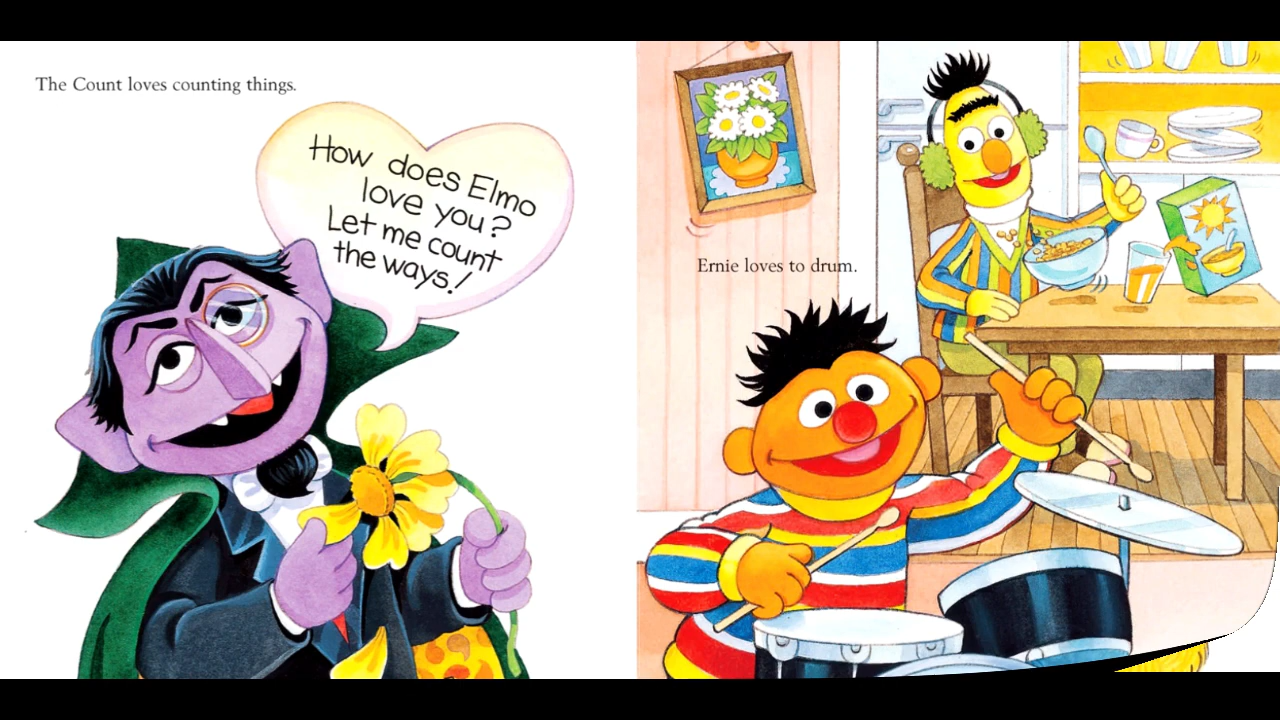 The Count loves counting things.
How does Elmo
love you?
Let me count
the ways!
Ernie loves to drum.